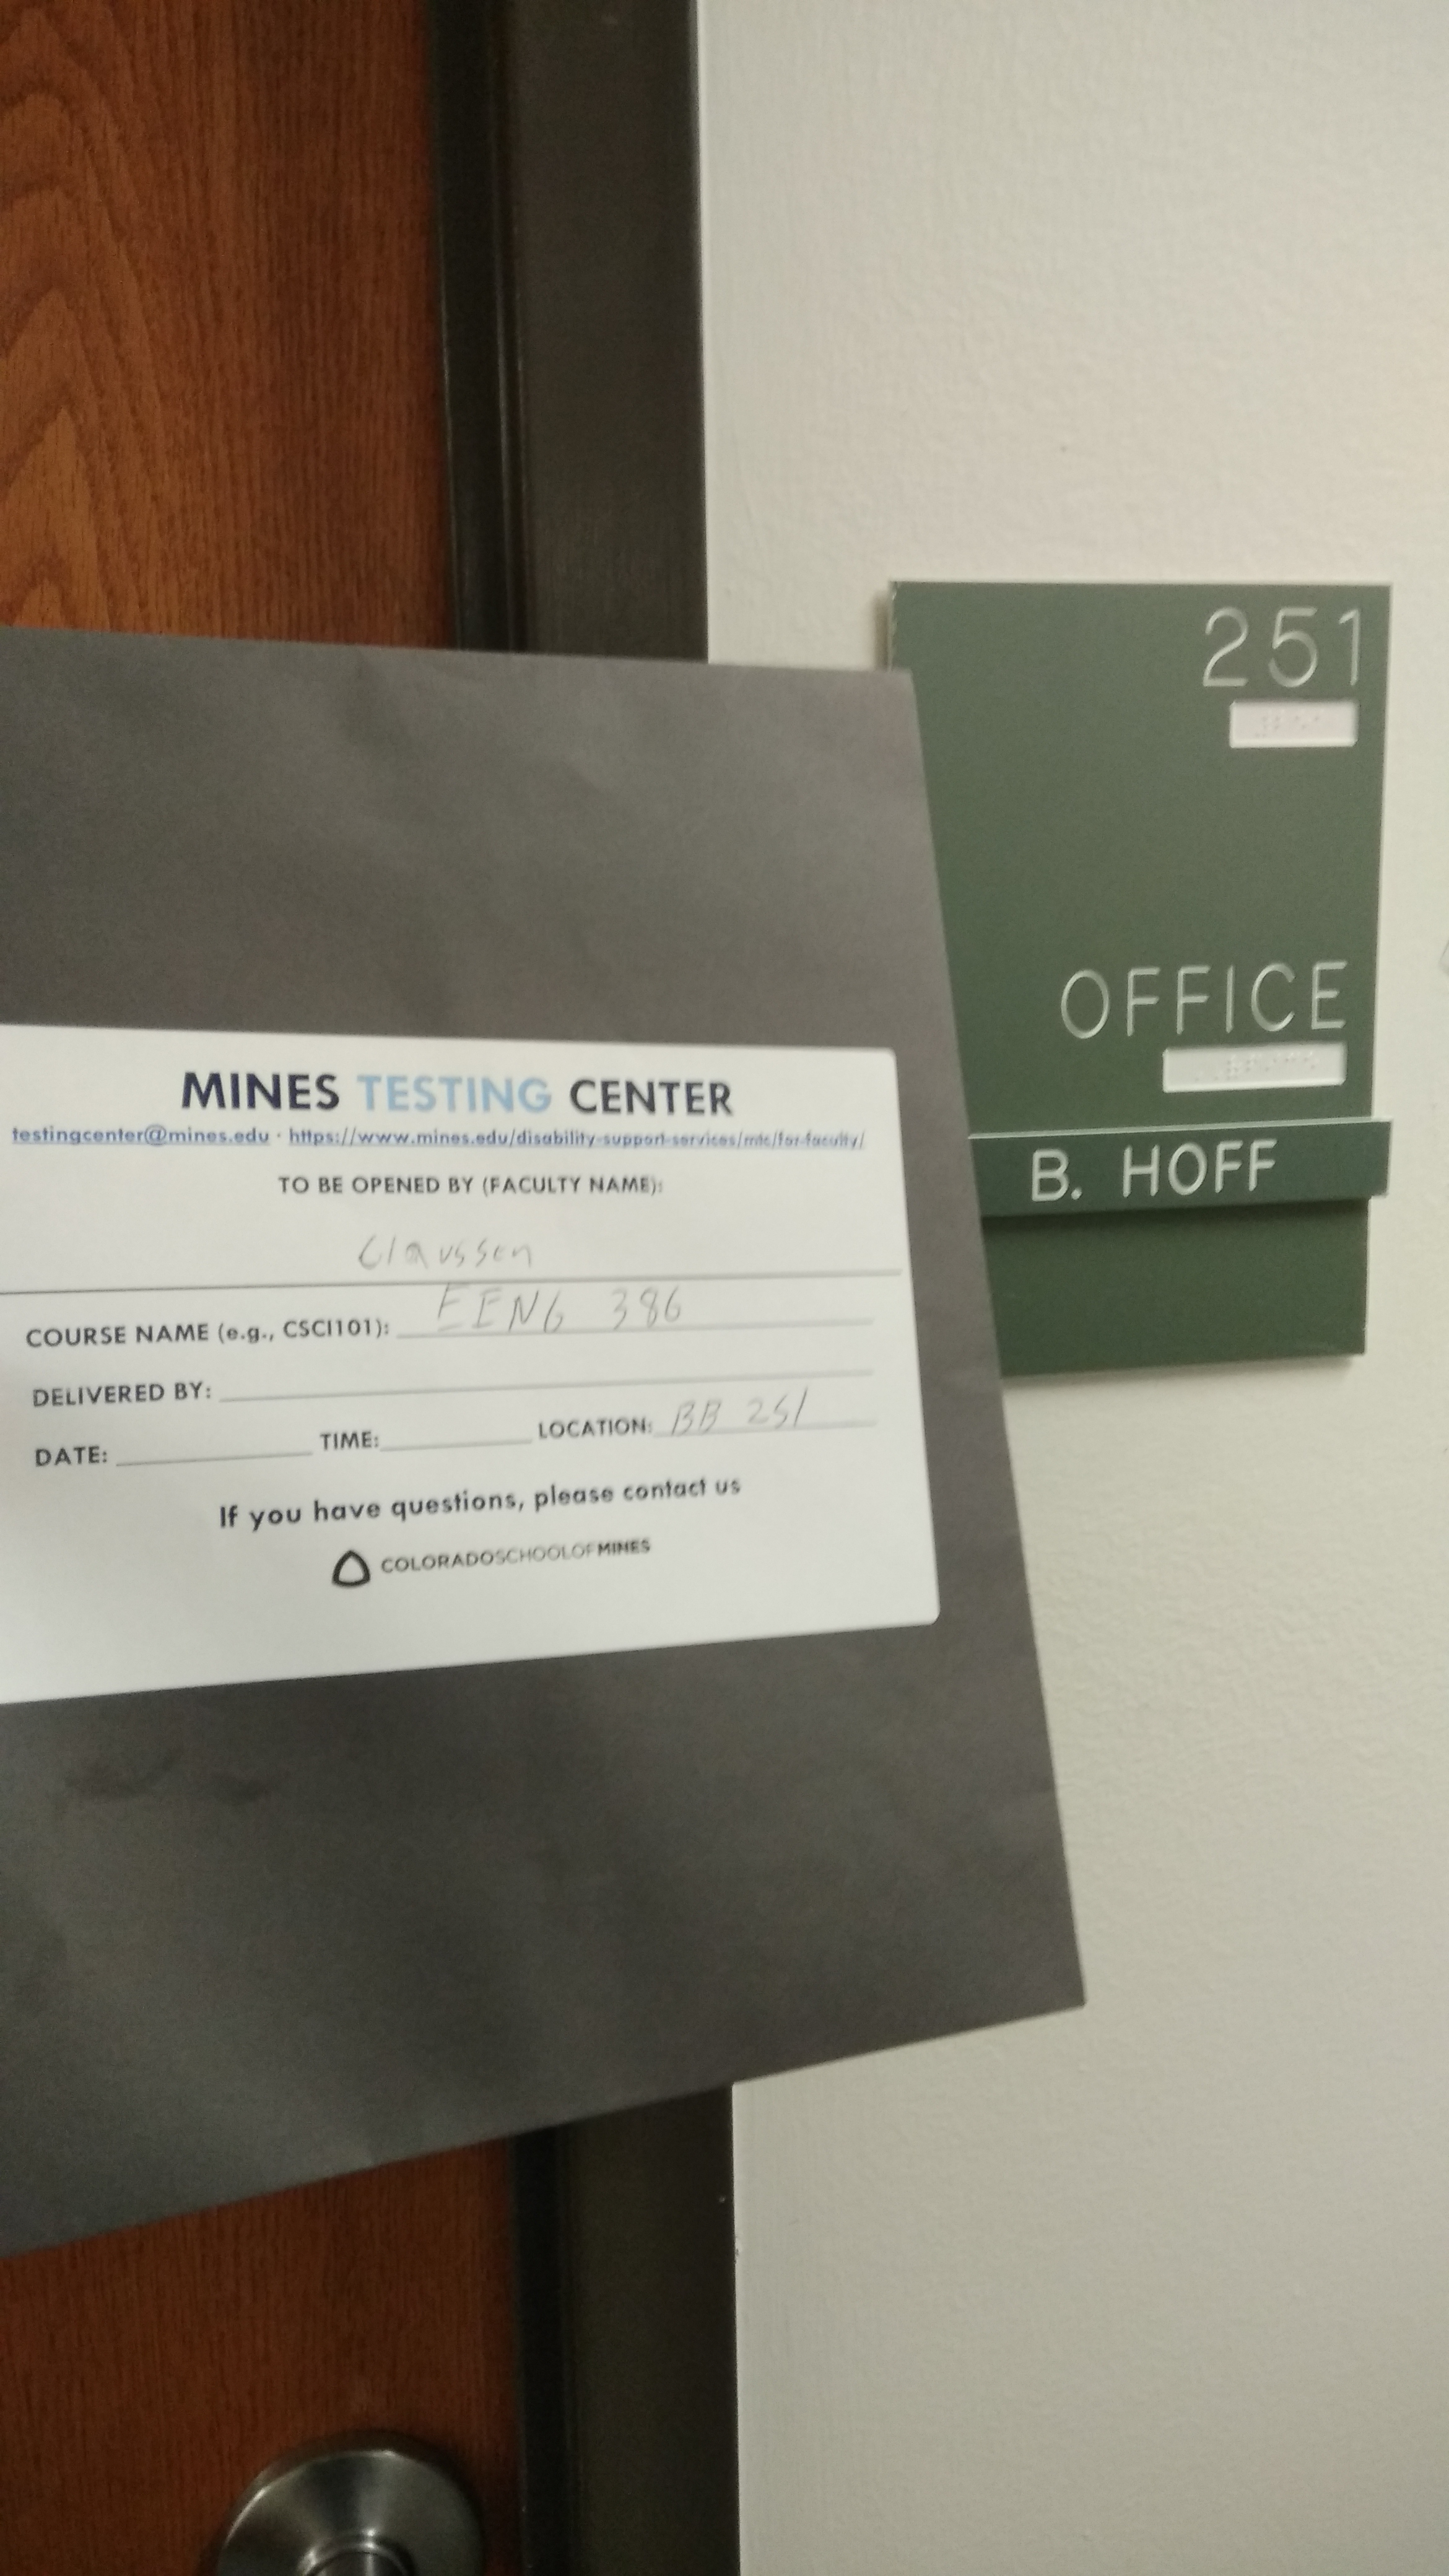 251
OFFICE
B. HOFF
MINES TESTING CENTER
testingcenter@mines.edu · https://www.mines.edu/disability-support-services/mtc/for-faculty/
TO BE OPENED BY (FACULTY NAME):
Claussen
COURSE NAME (e.g., CSCI101): EENG 386
DELIVERED BY:
DATE: TIME: LOCATION: BB 251
If you have questions, please contact us
COLORADOSCHOOLOFMINES